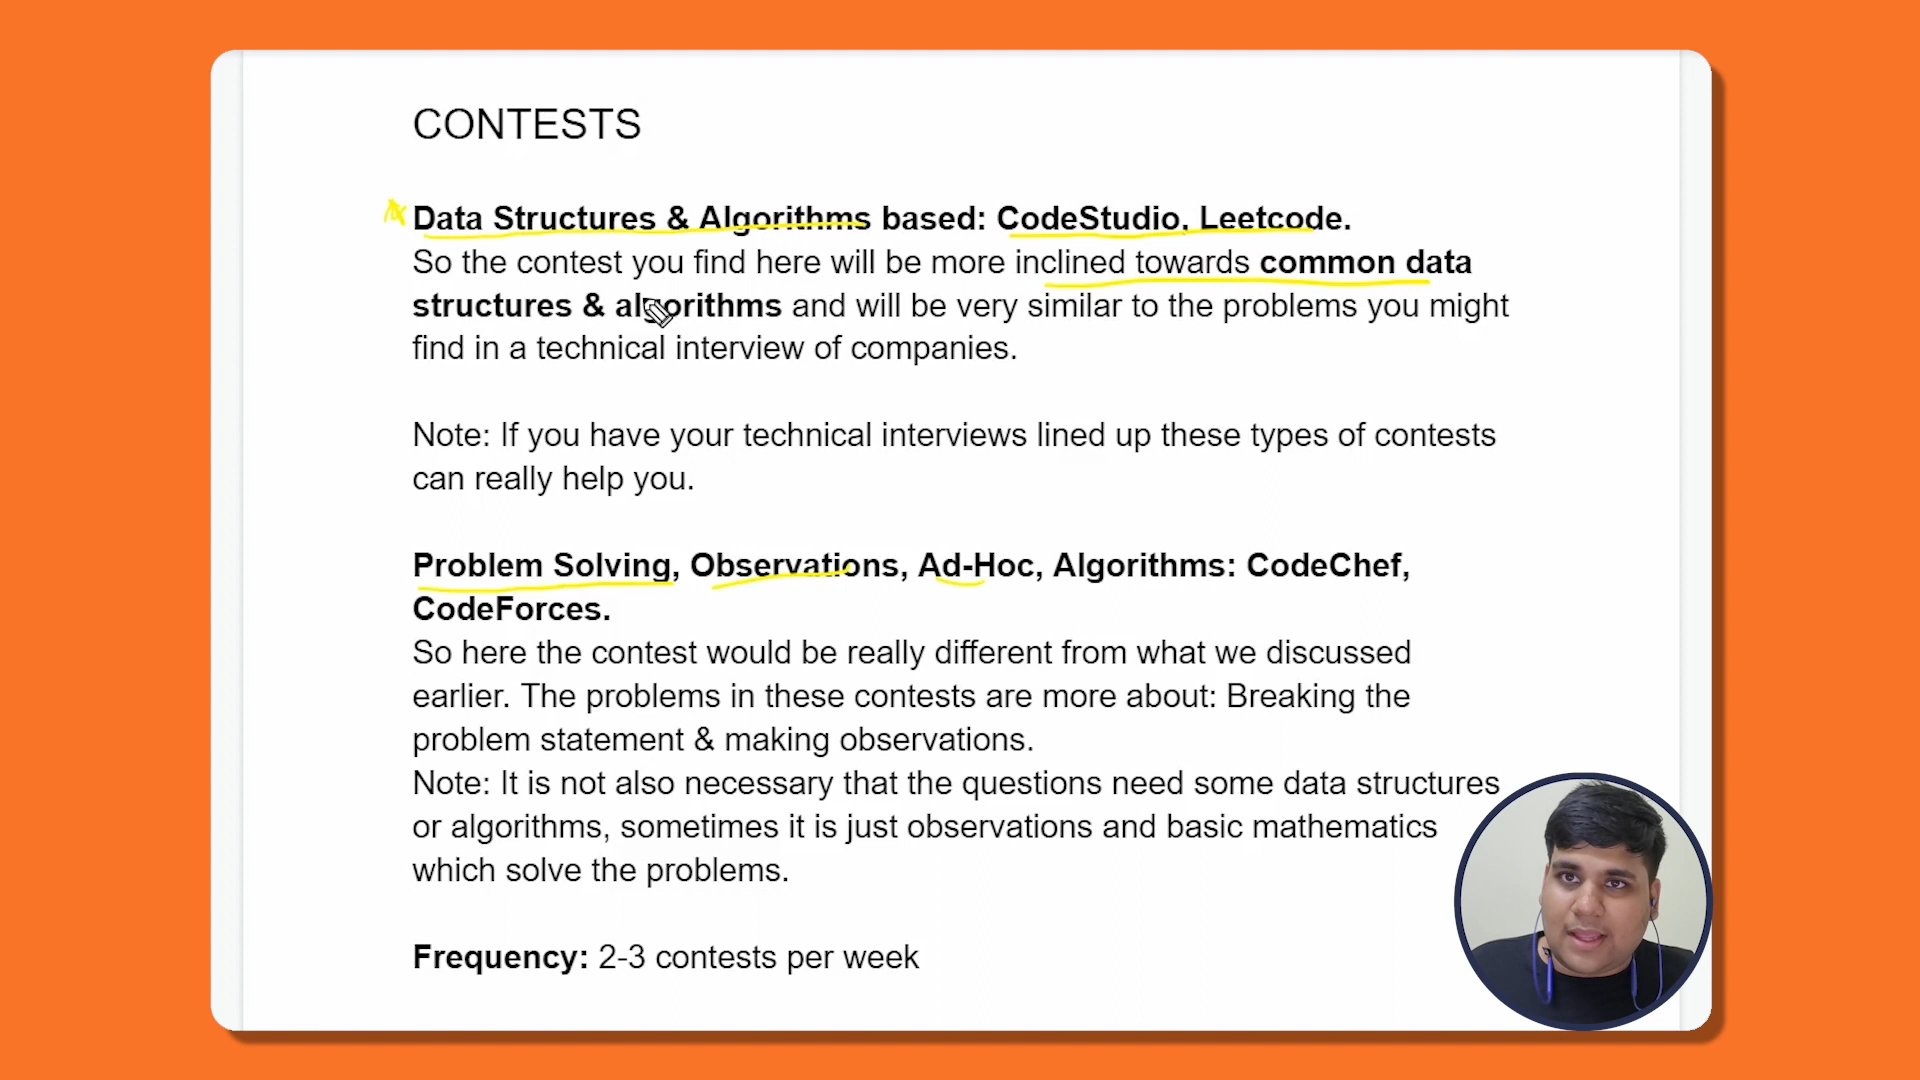 CONTESTS
Data Structures & Algorithms based: CodeStudio, Leetcode.
So the contest you find here will be more inclined towards common data
structures & algorithms and will be very similar to the problems you might
find in a technical interview of companies.
Note: If you have your technical interviews lined up these types of contests
can really help you.
Problem Solving, Observations, Ad-Hoc, Algorithms: CodeChef,
CodeForces.
So here the contest would be really different from what we discussed
earlier. The problems in these contests are more about: Breaking the
problem statement & making observations.
Note: It is not also necessary that the questions need some data structures
or algorithms, sometimes it is just observations and basic mathematics
which solve the problems.
Frequency: 2-3 contests per week